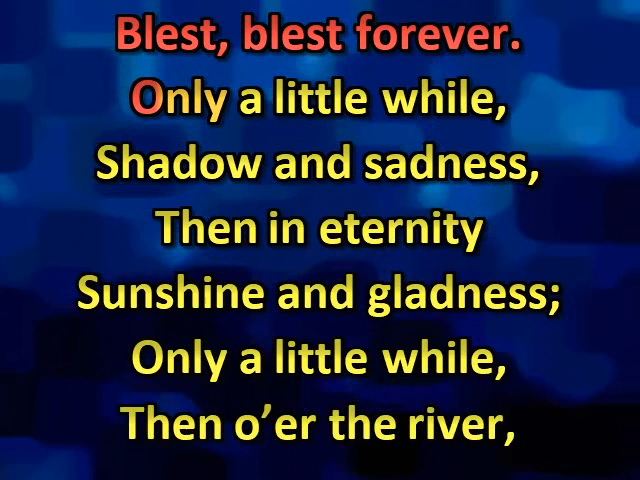 Blest, blest forever.
Only a little while,
Shadow and sadness,
Then in eternity
Sunshine and gladness;
Only a little while,
Then o’er the river,